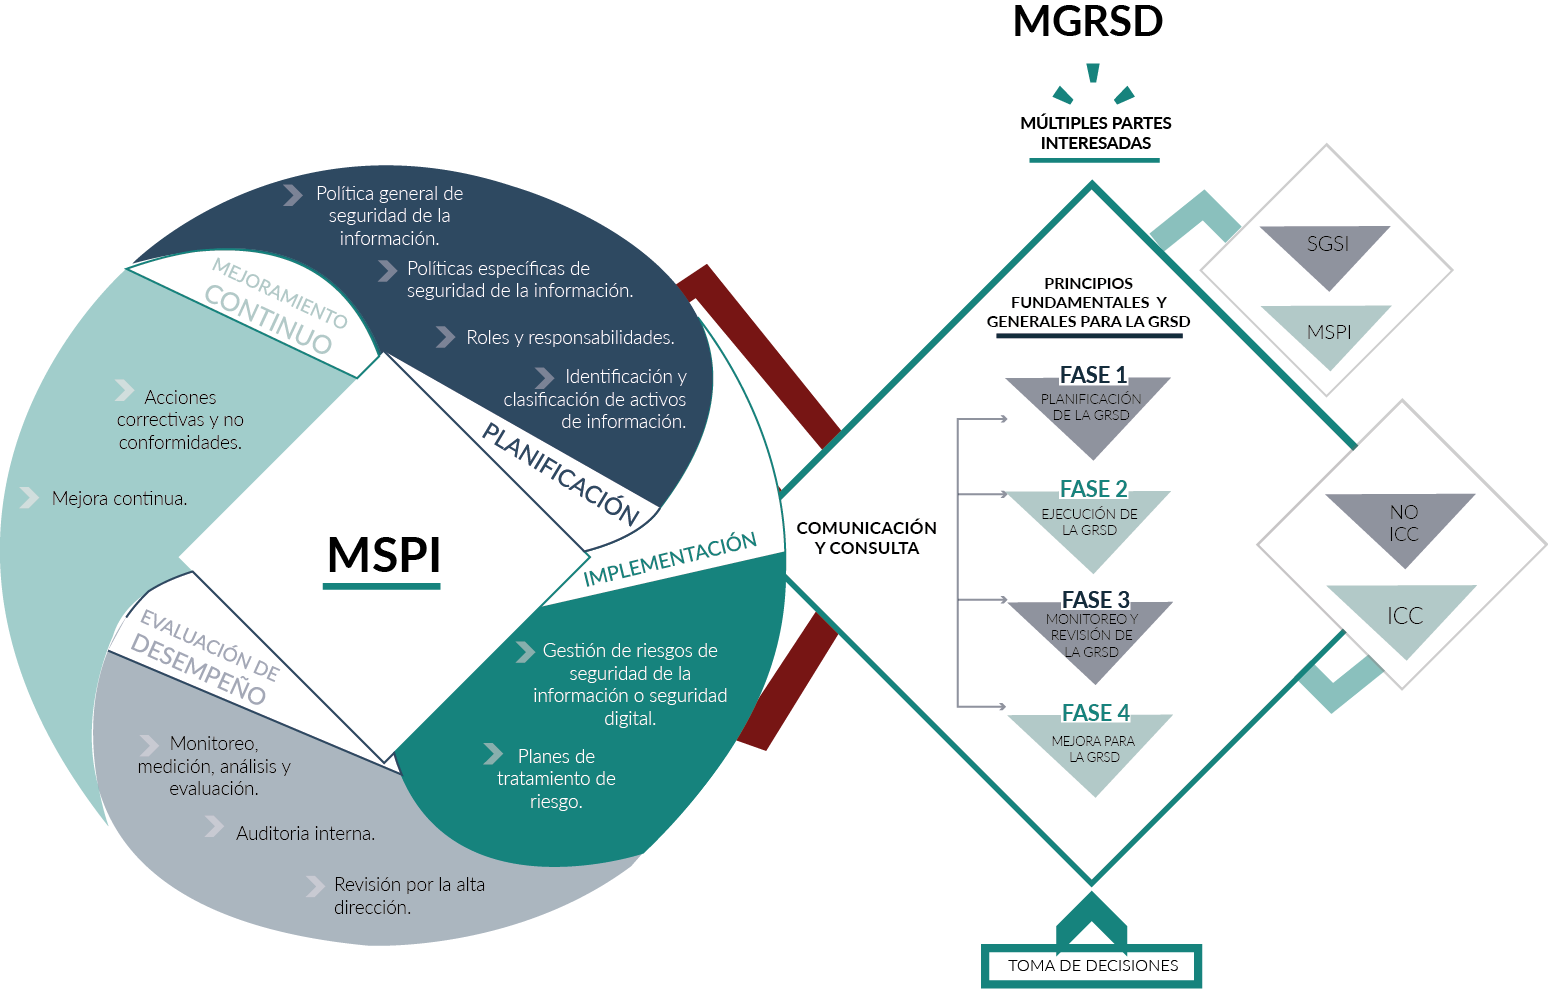 MGRSD
MÚLTIPLES PARTES
INTERESADAS
Política general de
seguridad de la
información.
Políticas específicas de
seguridad de la información.
Roles y responsabilidades.
Identificación y
clasificación de activos
de información.
PLANIFICACIÓN
MEJORAMIENTO
CONTINUO
Acciones
correctivas y no
conformidades.
Mejora continua.
MSPI
IMPLEMENTACIÓN
Gestión de riesgos de
seguridad de la
información o seguridad
digital.
Planes de
tratamiento de
riesgo.
EVALUACIÓN DE
DESEMPEÑO
Monitoreo,
medición, análisis y
evaluación.
Auditoria interna.
Revisión por la alta
dirección.
COMUNICACIÓN
Y CONSULTA
PRINCIPIOS
FUNDAMENTALES Y
GENERALES PARA LA GRSD
FASE 1
PLANIFICACIÓN
DE LA GRSD
FASE 2
EJECUCIÓN DE
LA GRSD
FASE 3
MONITOREO Y
REVISIÓN DE
LA GRSD
FASE 4
MEJORA PARA
LA GRSD
SGSI
MSPI
NO
ICC
ICC
TOMA DE DECISIONES